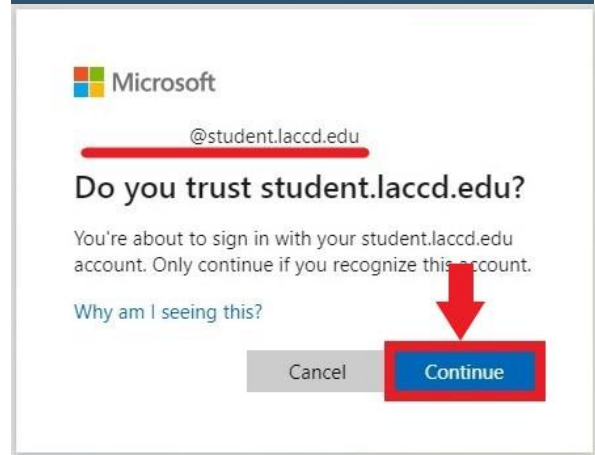 Microsoft
@student.laccd.edu
Do you trust student.laccd.edu?
You're about to sign in with your student.laccd.edu
account. Only continue if you recognize this account.
Why am I seeing this?
Cancel
Continue